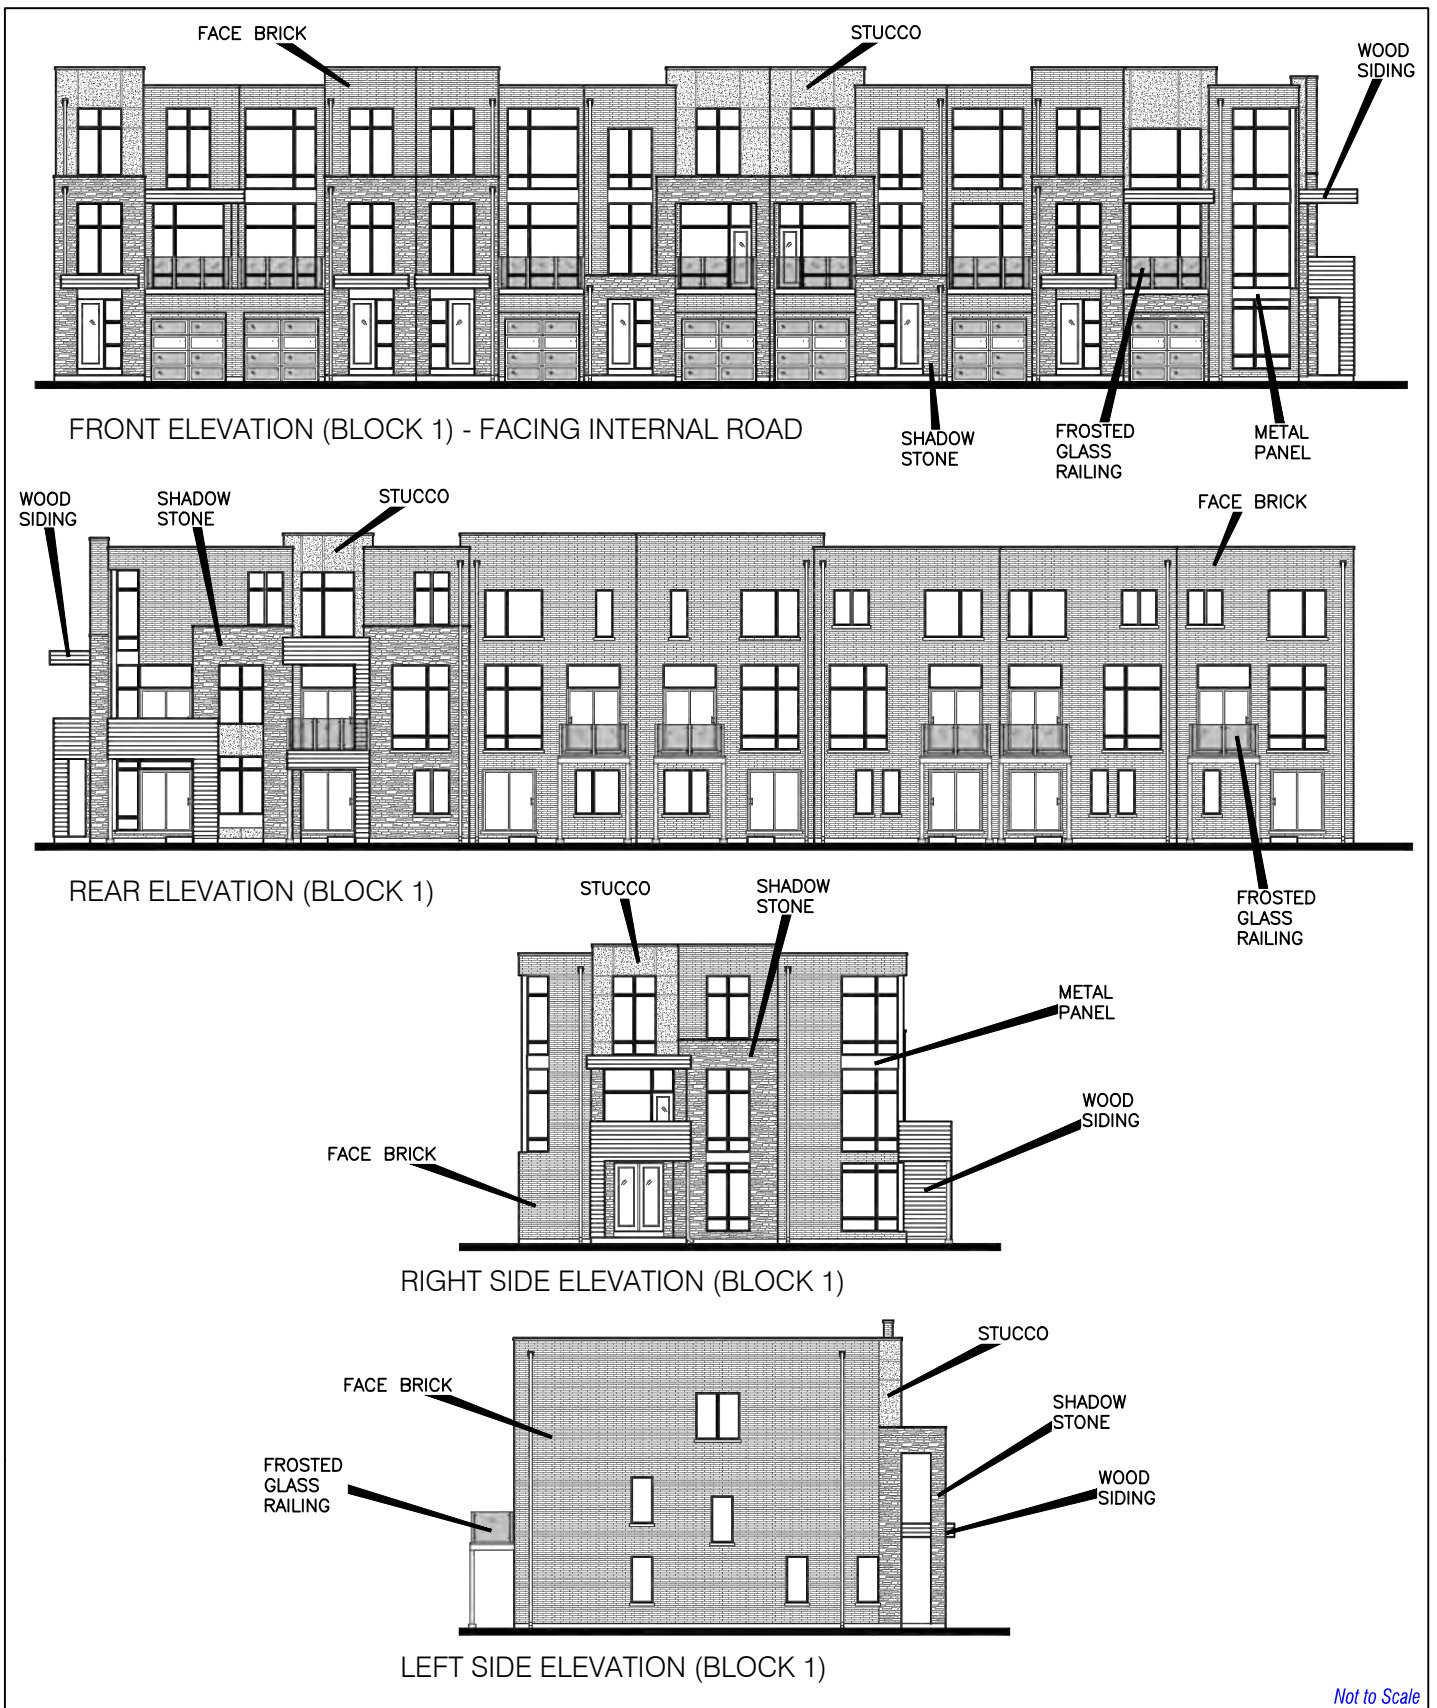 FACE BRICK
STUCCO
WOOD
SIDING
FRONT ELEVATION (BLOCK 1) - FACING INTERNAL ROAD
SHADOW
STONE
FROSTED
GLASS
RAILING
METAL
PANEL
WOOD
SIDING
SHADOW
STONE
STUCCO
FACE BRICK
REAR ELEVATION (BLOCK 1)
FROSTED
GLASS
RAILING
STUCCO
SHADOW
STONE
METAL
PANEL
WOOD
SIDING
FACE BRICK
RIGHT SIDE ELEVATION (BLOCK 1)
STUCCO
FACE BRICK
SHADOW
STONE
FROSTED
GLASS
RAILING
WOOD
SIDING
LEFT SIDE ELEVATION (BLOCK 1)
Not to Scale